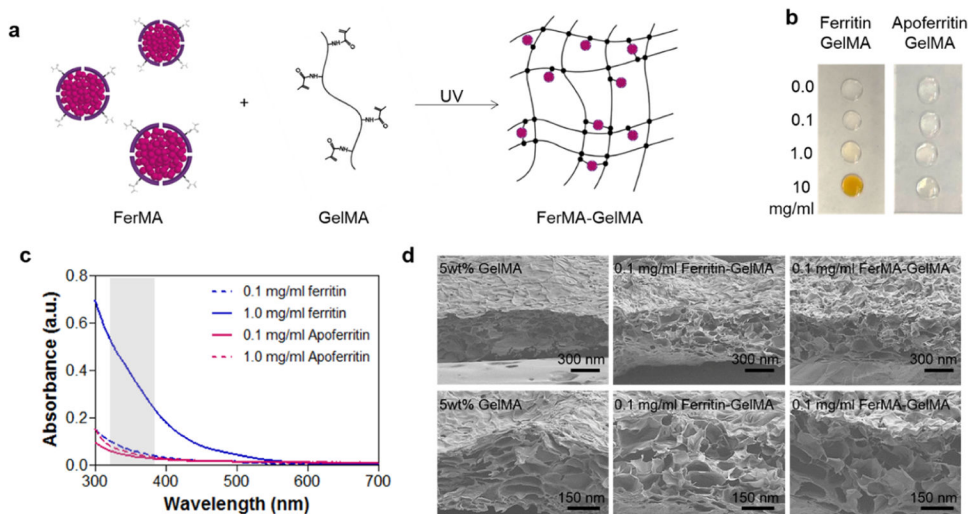 a
FerMA
+
GelMA
UV
FerMA-GelMA
b
Ferritin
GelMA
Apoferritin
GelMA
0.0
0.1
1.0
10
mg/ml
c
Absorbance (a.u.)
0.8
0.6
0.4
0.2
0.0
300
400
500
600
700
Wavelength (nm)
0.1 mg/ml ferritin
1.0 mg/ml ferritin
0.1 mg/ml Apoferritin
1.0 mg/ml Apoferritin
d
5wt% GelMA
300 nm
0.1 mg/ml Ferritin-GelMA
300 nm
0.1 mg/ml FerMA-GelMA
300 nm
5wt% GelMA
150 nm
0.1 mg/ml Ferritin-GelMA
150 nm
0.1 mg/ml FerMA-GelMA
150 nm